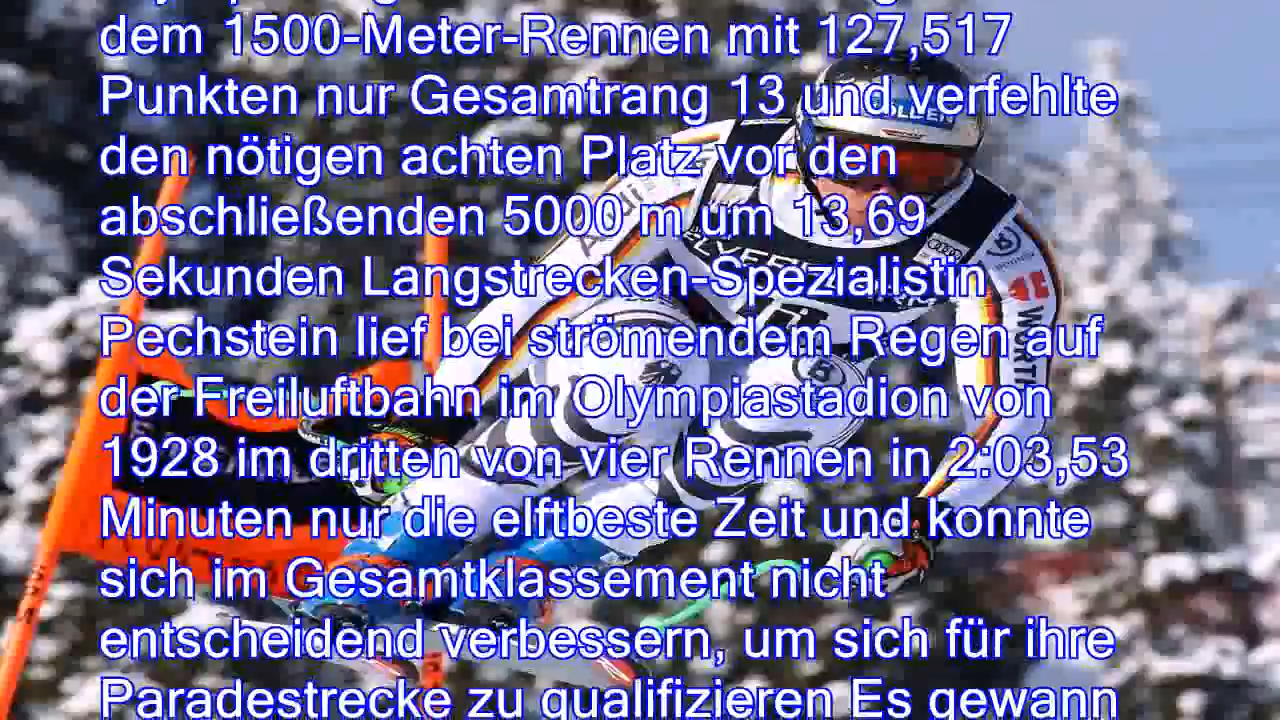 dem 1500-Meter-Rennen mit 127,517
Punkten nur Gesamtrang 13 und verfehlte
den nötigen achten Platz vor den
abschließenden 5000 m um 13,69
Sekunden Langstrecken-Spezialistin
Pechstein lief bei strömendem Regen auf
der Freiluftbahn im Olympiastadion von
1928 im dritten von vier Rennen in 2:03,53
Minuten nur die elftbeste Zeit und konnte
sich im Gesamtklassement nicht
entscheidend verbessern, um sich für ihre
Paradestrecke zu qualifizieren Es gewann